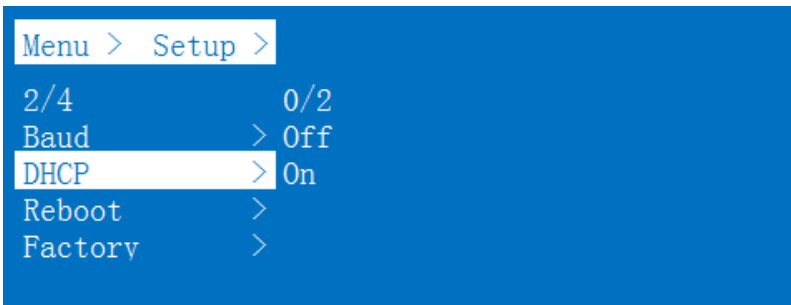 Menu > Setup >
2/4 0/2
Baud > Off
DHCP > On
Reboot >
Factory >